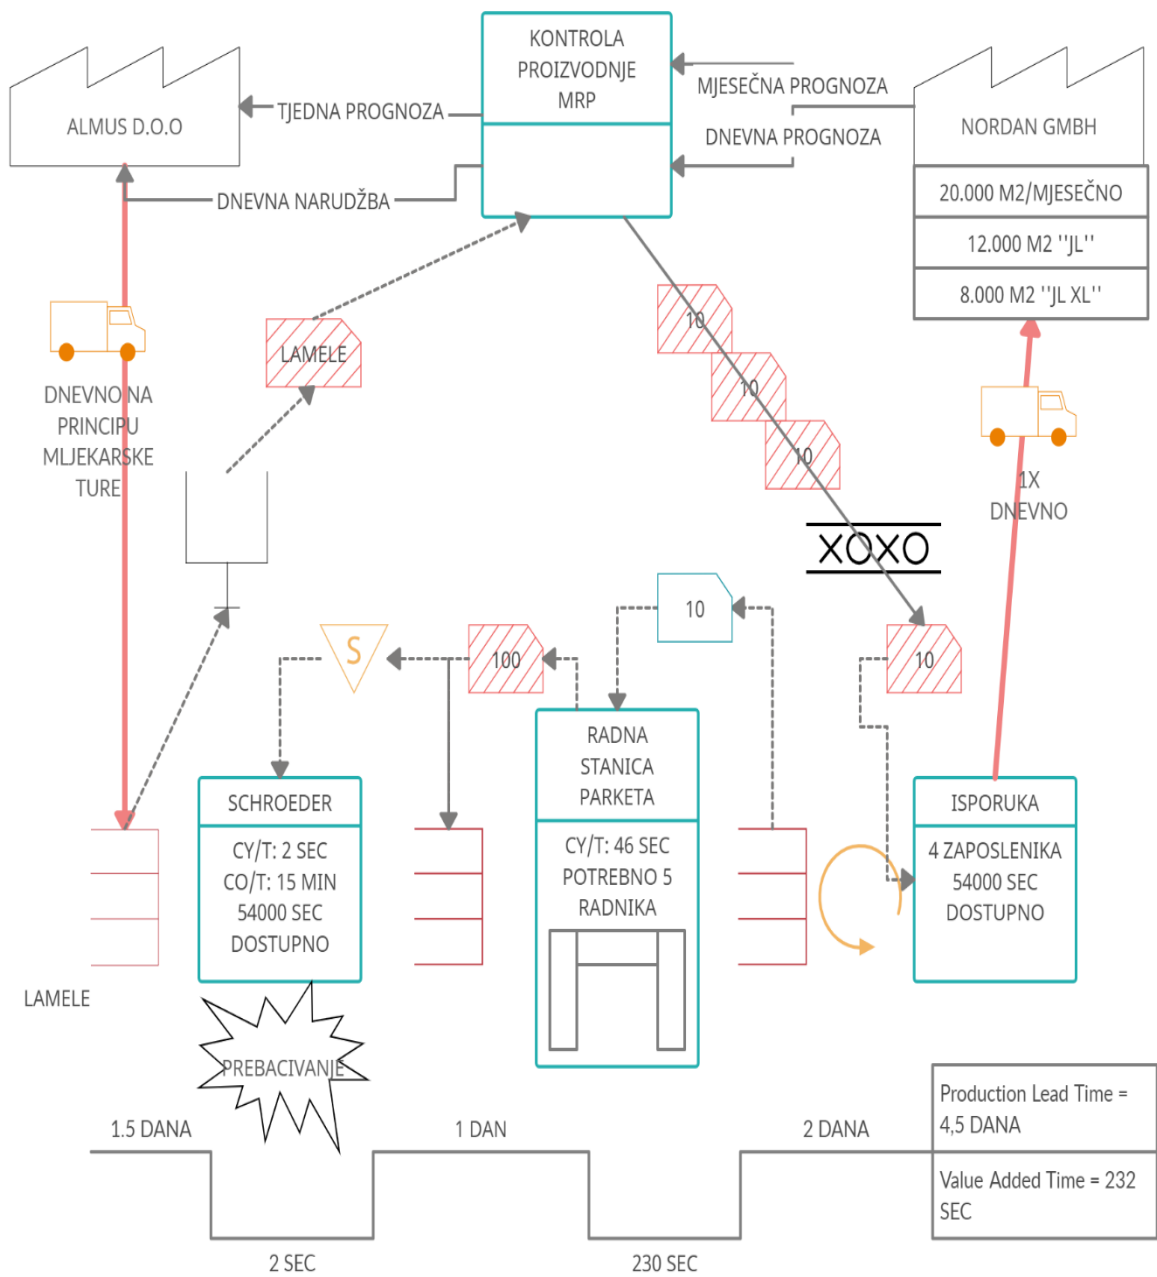 KONTROLA
PROIZVODNJE
MRP
ALMUS D.O.O
TJEDNA PROGNOZA
MJESEČNA PROGNOZA
DNEVNA PROGNOZA
NORDAN GMBH
DNEVNA NARUDŽBA
20.000 M2/MJESEČNO
12.000 M2 ''JL''
8.000 M2 ''JL XL''
10
10
10
LAMELE
DNEVNO NA
PRINCIPU
MLJEKARSKE
TURE
1X
DNEVNO
XOXO
10
10
100
S
RADNA
STANICA
PARKETA
CY/T: 46 SEC
POTREBNO 5
RADNIKA
SCHROEDER
CY/T: 2 SEC
CO/T: 15 MIN
54000 SEC
DOSTUPNO
ISPORUKA
4 ZAPOSLENIKA
54000 SEC
DOSTUPNO
LAMELE
PREBACIVANJE
1.5 DANA
1 DAN
2 DANA
2 SEC
230 SEC
Production Lead Time =
4,5 DANA
Value Added Time = 232
SEC